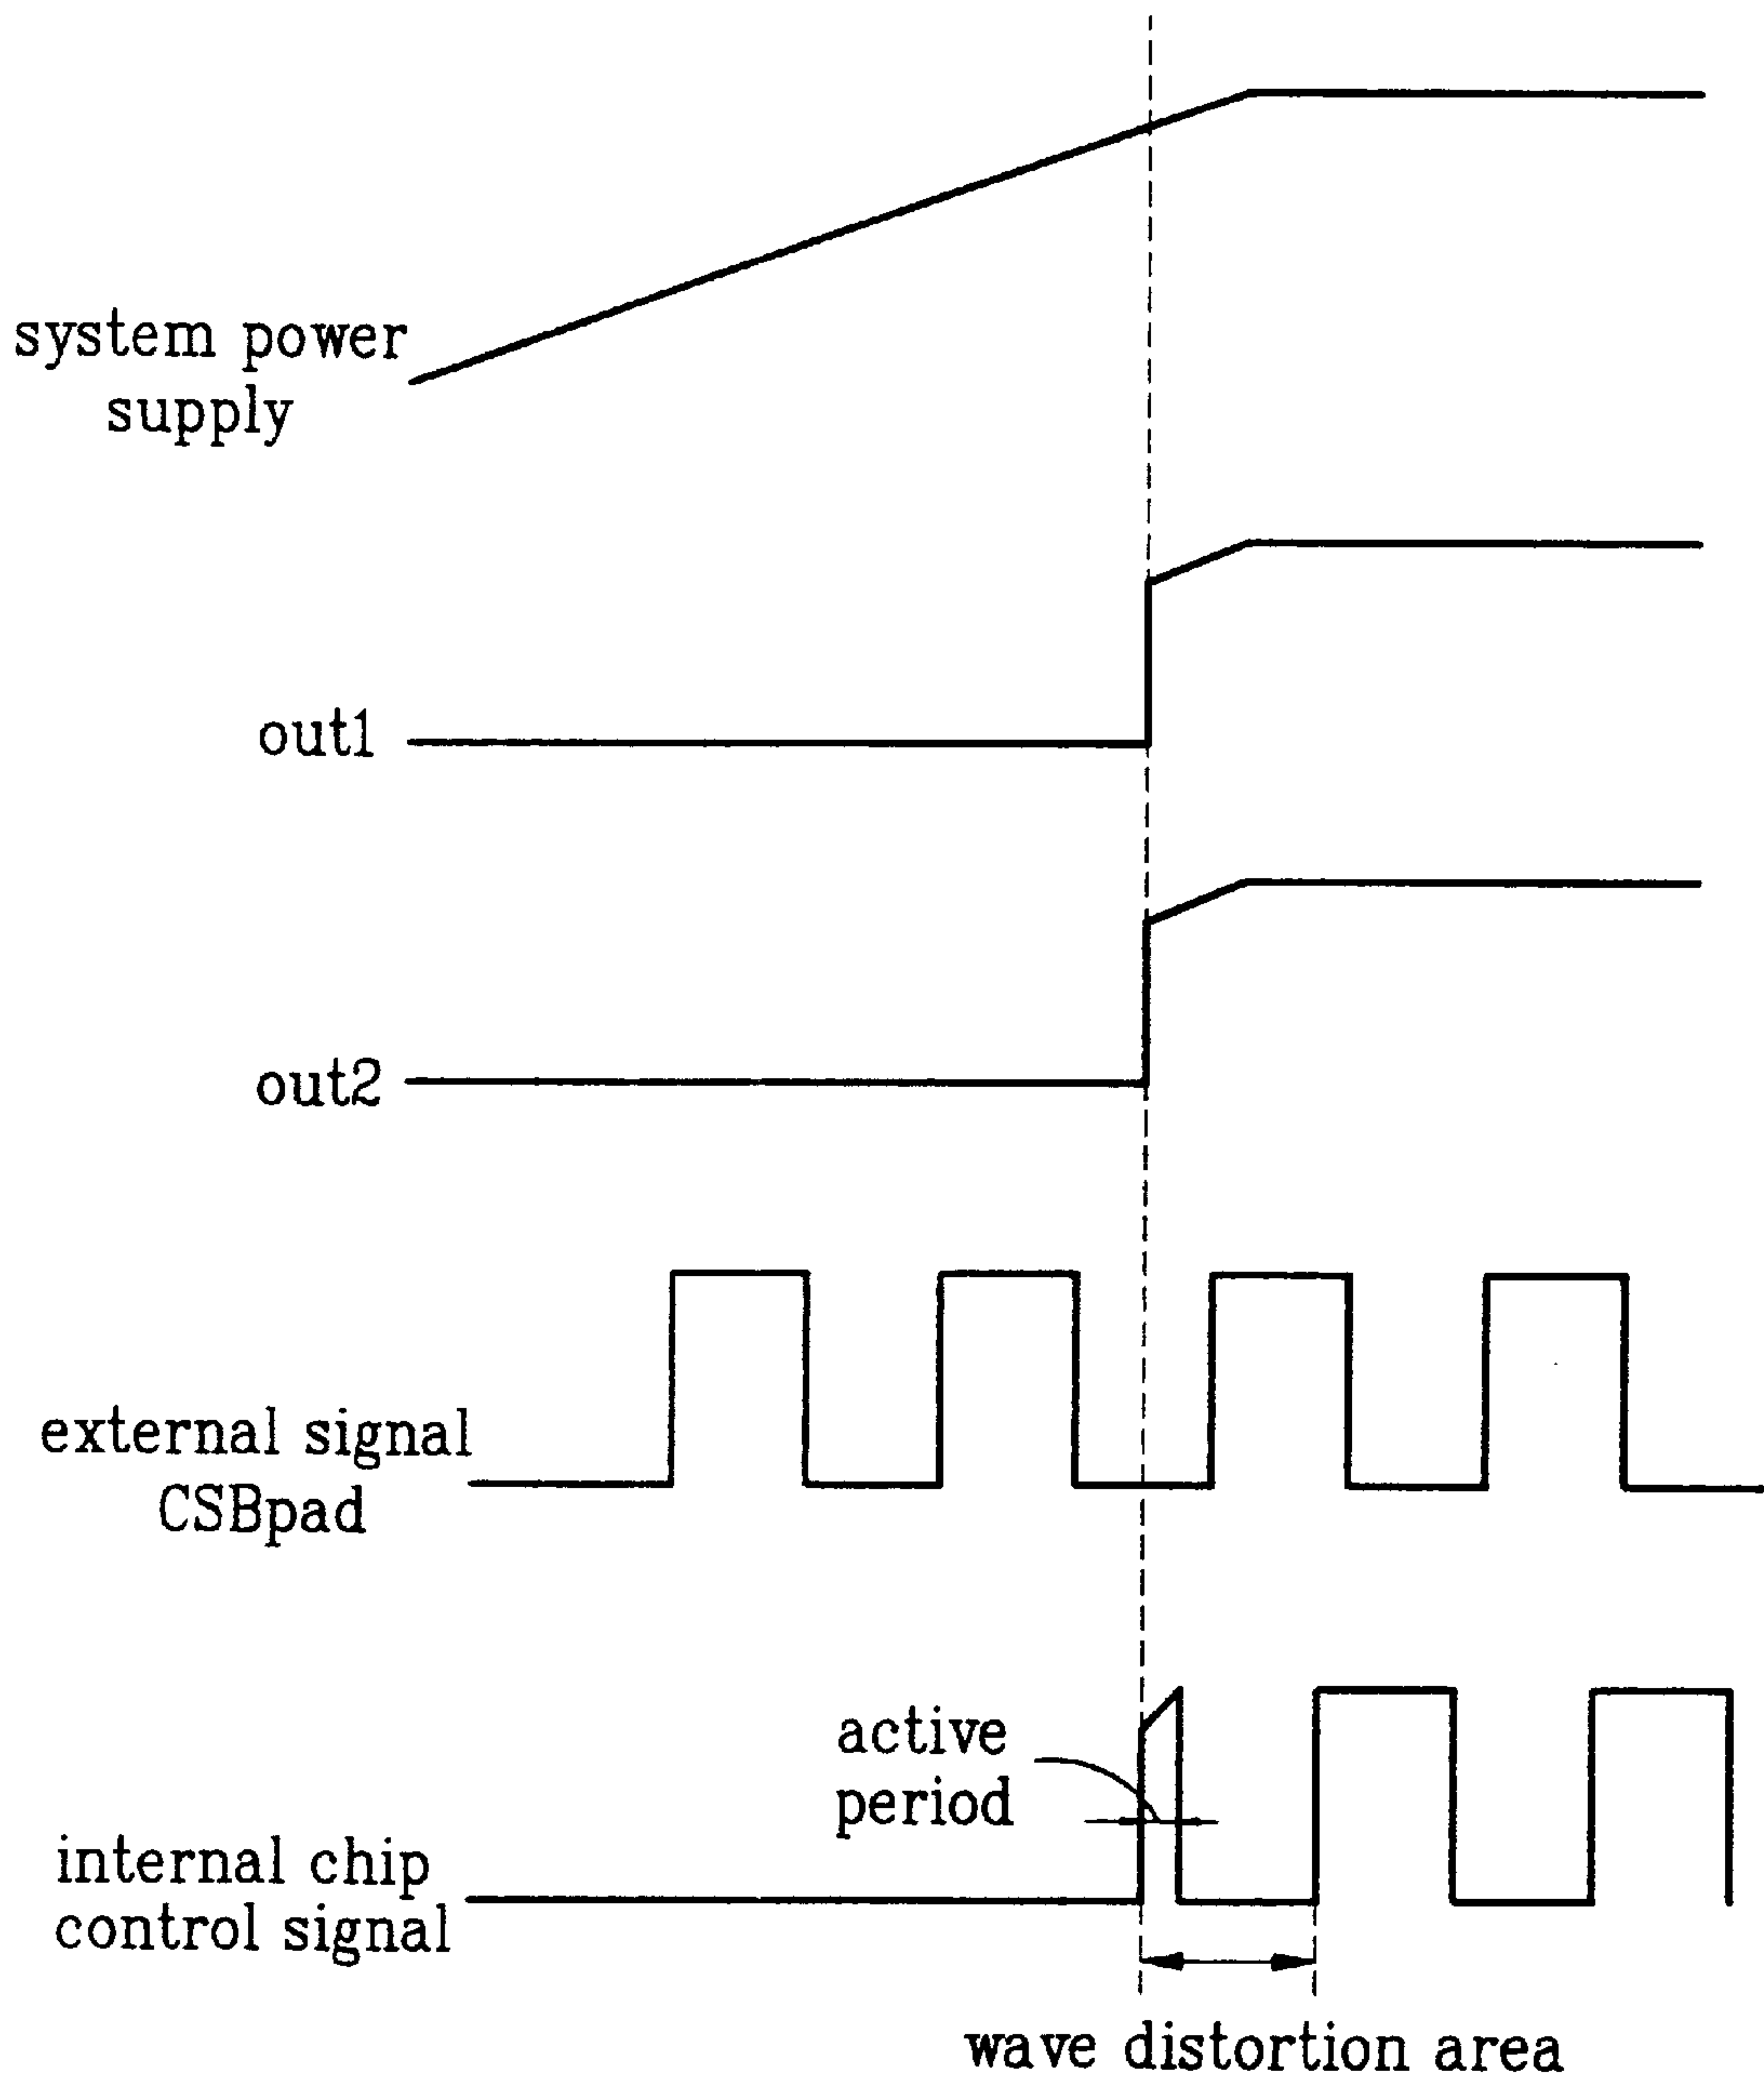 system power
supply
out1
out2
external signal
CSBpad
active
period
internal chip
control signal
wave distortion area